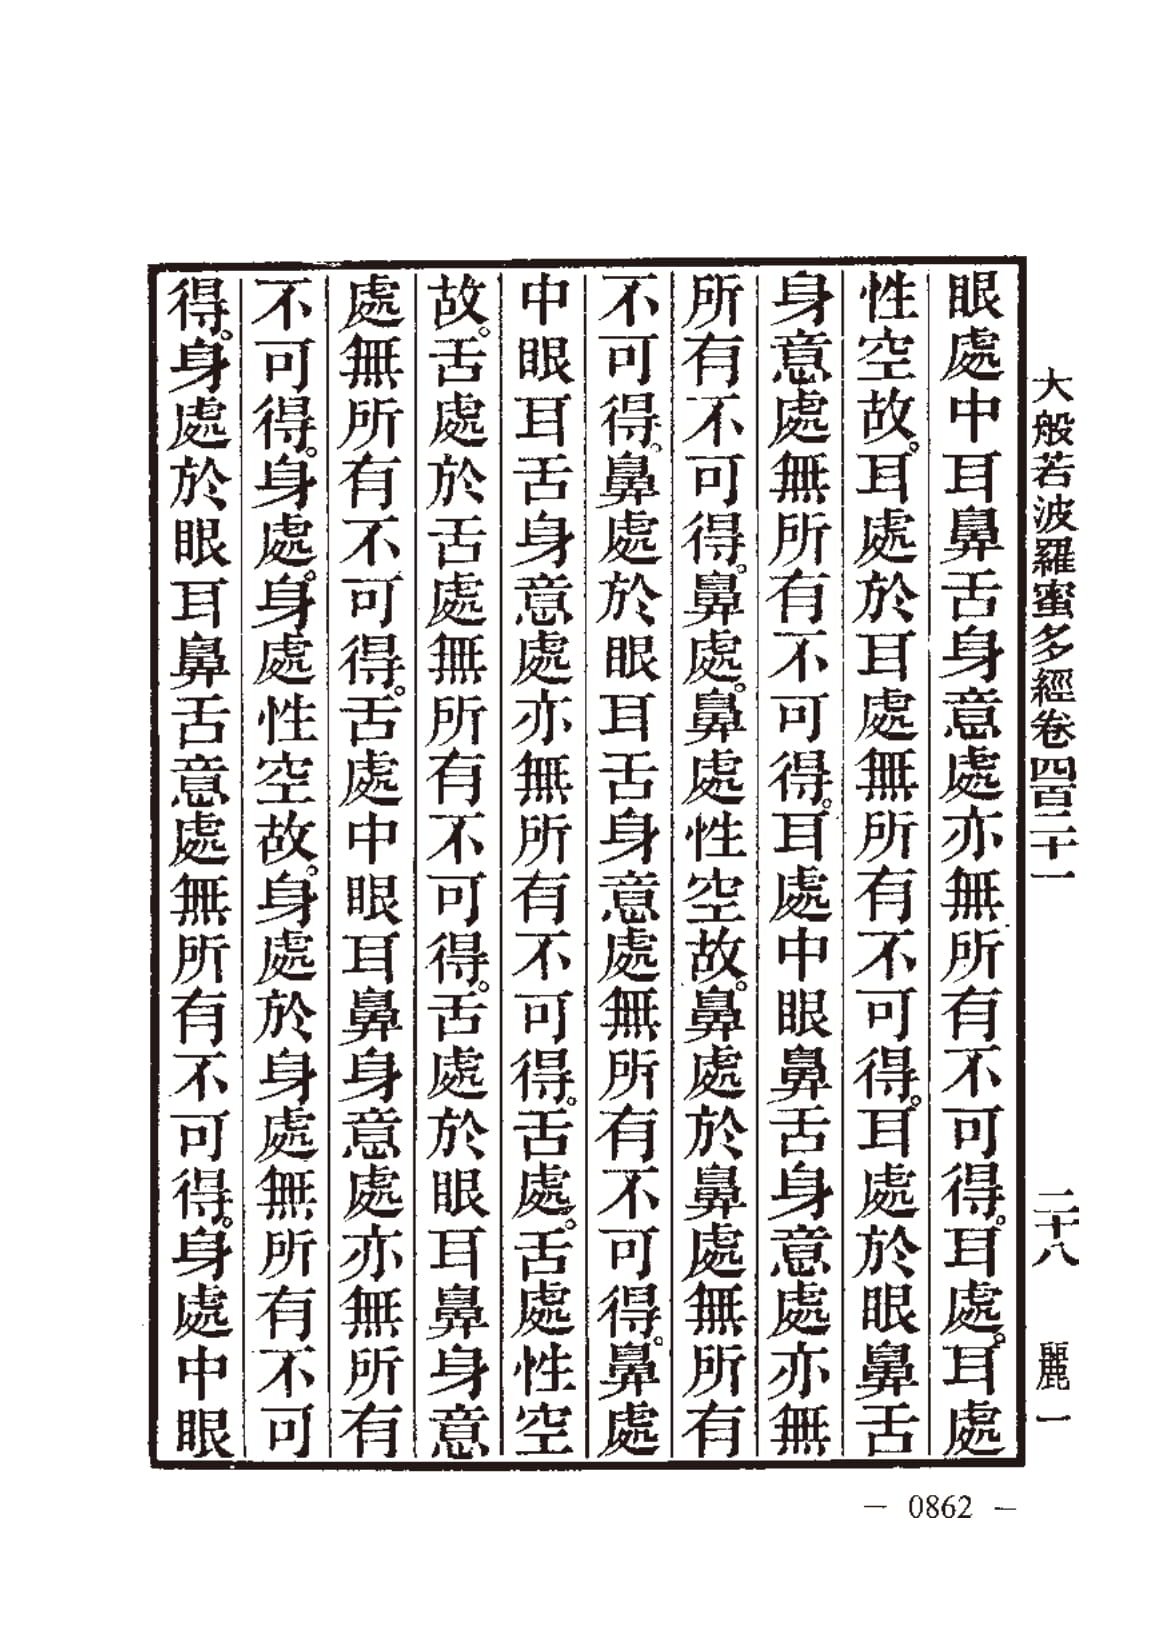 大般若波羅蜜多經卷四百二十一　二十八　麗一
眼處中耳鼻舌身意處亦無所有不可得。耳處。耳處
性空故。耳處於耳處無所有不可得。耳處於眼鼻舌
身意處無所有不可得。耳處中眼鼻舌身意處亦無
所有不可得。鼻處。鼻處性空故。鼻處於鼻處無所有
不可得。鼻處於眼耳舌身意處無所有不可得。鼻處
中眼耳舌身意處亦無所有不可得。舌處。舌處性空
故。舌處於舌處無所有不可得。舌處於眼耳鼻身意
處無所有不可得。舌處中眼耳鼻身意處亦無所有
不可得。身處。身處性空故。身處於身處無所有不可
得。身處於眼耳鼻舌意處無所有不可得。身處中眼
— 0862 —